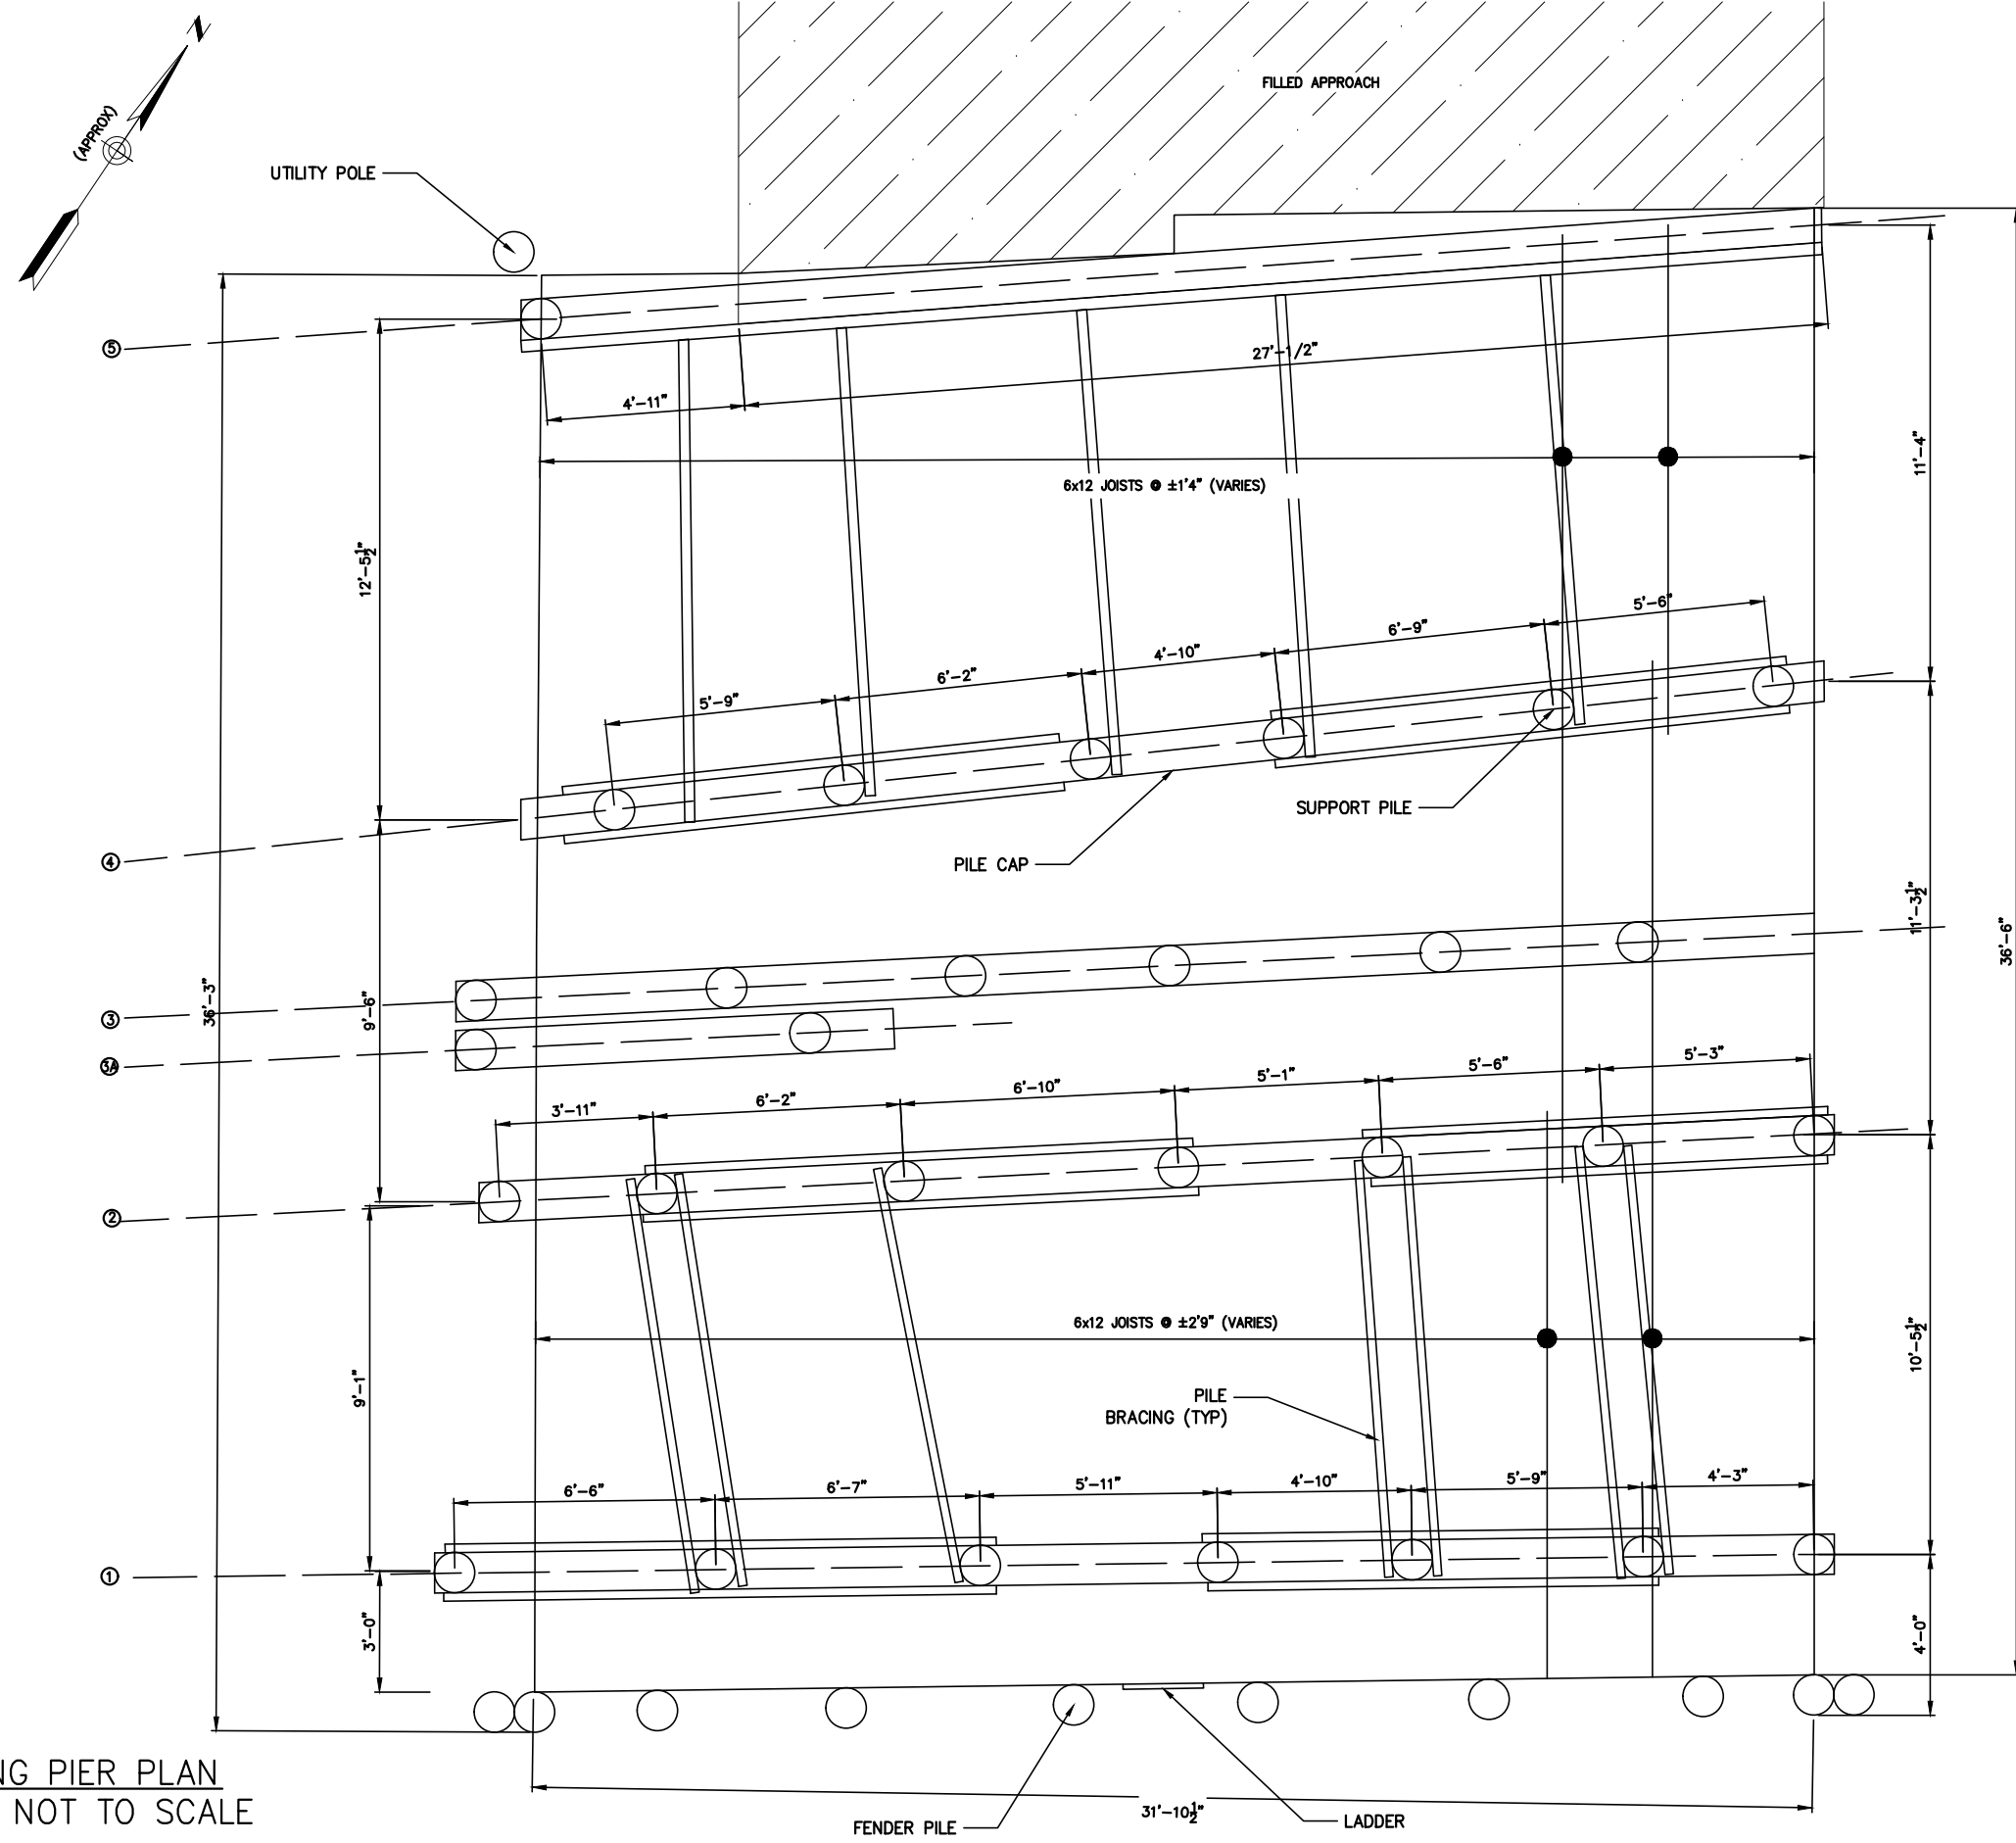 N
(APPROX)
FILLED APPROACH
UTILITY POLE
5
27'-1/2"
4'-11"
11'-4"
6x12 JOISTS @ ±1'4" (VARIES)
12'-5½"
5'-6"
6'-9"
4'-10"
6'-2"
5'-9"
SUPPORT PILE
4
PILE CAP
11'-3½"
36'-6"
36'-3"
9'-6"
3
3A
5'-3"
5'-6"
5'-1"
6'-10"
6'-2"
3'-11"
2
6x12 JOISTS @ ±2'9" (VARIES)
10'-5½"
9'-1"
PILE
BRACING (TYP)
6'-6"
6'-7"
5'-11"
4'-10"
5'-9"
4'-3"
1
3'-0"
4'-0"
NG PIER PLAN
NOT TO SCALE
31'-10½"
FENDER PILE
LADDER